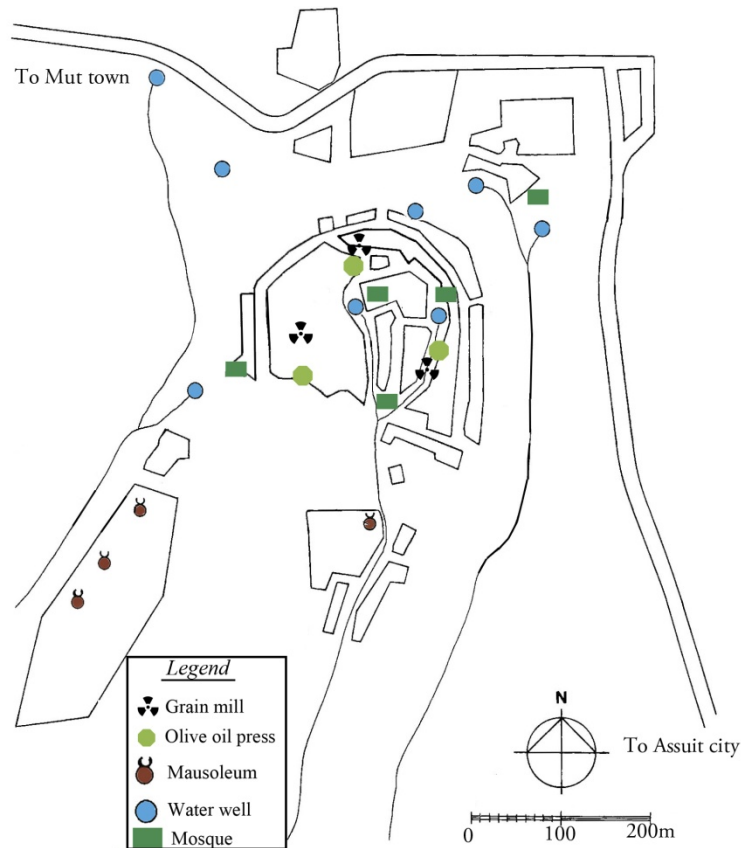 To Mut town
Legend
Grain mill
Olive oil press
Mausoleum
Water well
Mosque
N
To Assuit city
0 100 200m